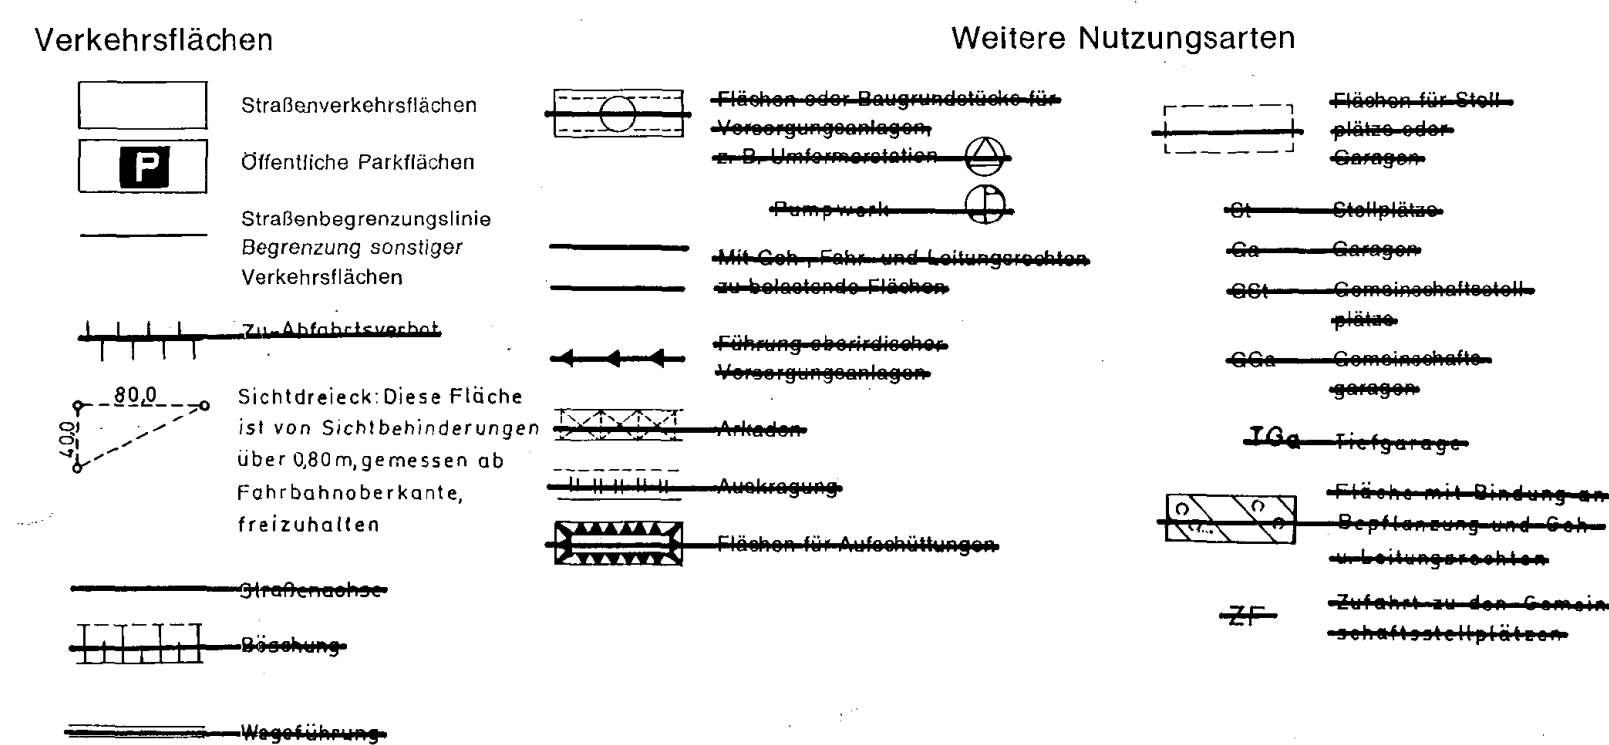 Verkehrsflächen
Straßenverkehrsflächen
P
Öffentliche Parkflächen
Straßenbegrenzungslinie
Begrenzung sonstiger
Verkehrsflächen
Zu-Abfahrtsverbot
80,0
40,0
Sichtdreieck: Diese Fläche
ist von Sichtbehinderungen
über 0,80m, gemessen ab
Fahrbahnoberkante,
freizuhalten
Straßenachse
Böschung
Wegeführung
Weitere Nutzungsarten
Flächen oder Baugrundstücke für
Versorgungsanlagen,
z. B. Umformerstation
Pumpwerk
Mit Geh-, Fahr- und Leitungsrechten
zu belastende Flächen
Führung oberirdischer
Versorgungsanlagen
Arkaden
Auskragung
Flächen für Aufschüttungen
Flächen für Stell
plätze oder
Garagen
St Stellplätze
Ga Garagen
GSt Gemeinschaftsstell
plätze
GGa Gemeinschafts
garagen
TGa Tiefgarage
Fläche mit Bindung an
Bepflanzung und Geh-
u. Leitungsrechten
ZF Zufahrt zu den Gemein
schaftsstellplätzen